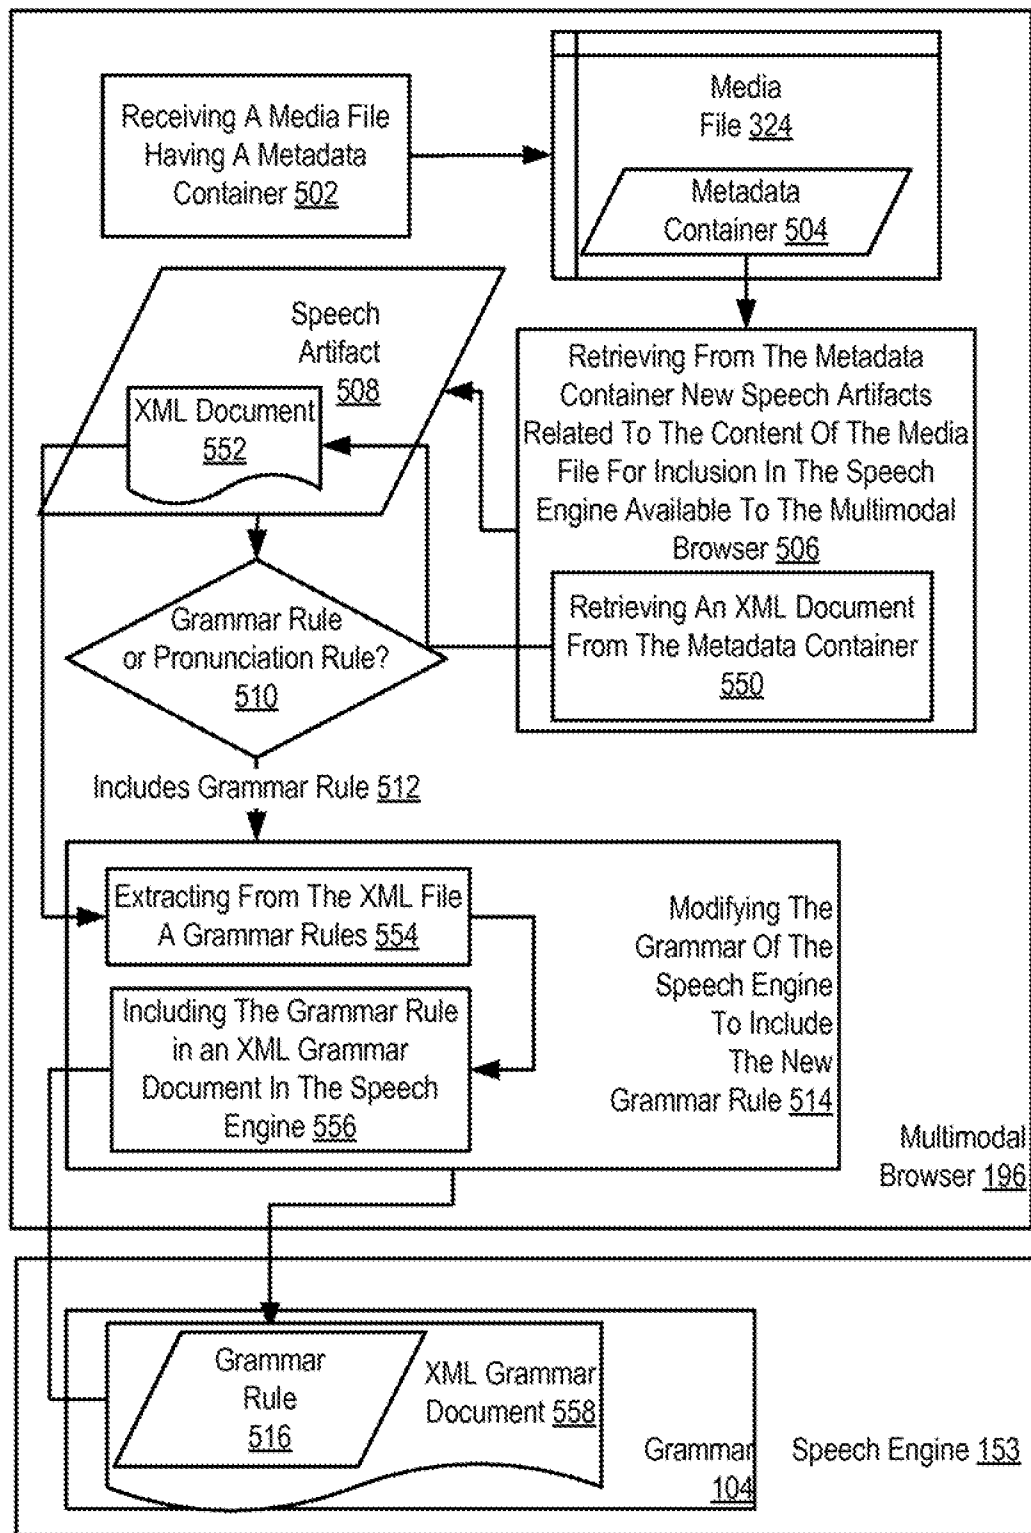 Receiving A Media File
Having A Metadata
Container 502
Media
File 324
Metadata
Container 504
Speech
Artifact
508
XML Document
552
Retrieving From The Metadata
Container New Speech Artifacts
Related To The Content Of The Media
File For Inclusion In The Speech
Engine Available To The Multimodal
Browser 506
Retrieving An XML Document
From The Metadata Container
550
Grammar Rule
or Pronunciation Rule?
510
Includes Grammar Rule 512
Extracting From The XML File
A Grammar Rules 554
Including The Grammar Rule
in an XML Grammar
Document In The Speech
Engine 556
Modifying The
Grammar Of The
Speech Engine
To Include
The New
Grammar Rule 514
Multimodal
Browser 196
Grammar
Rule
516
XML Grammar
Document 558
Grammar
104
Speech Engine 153